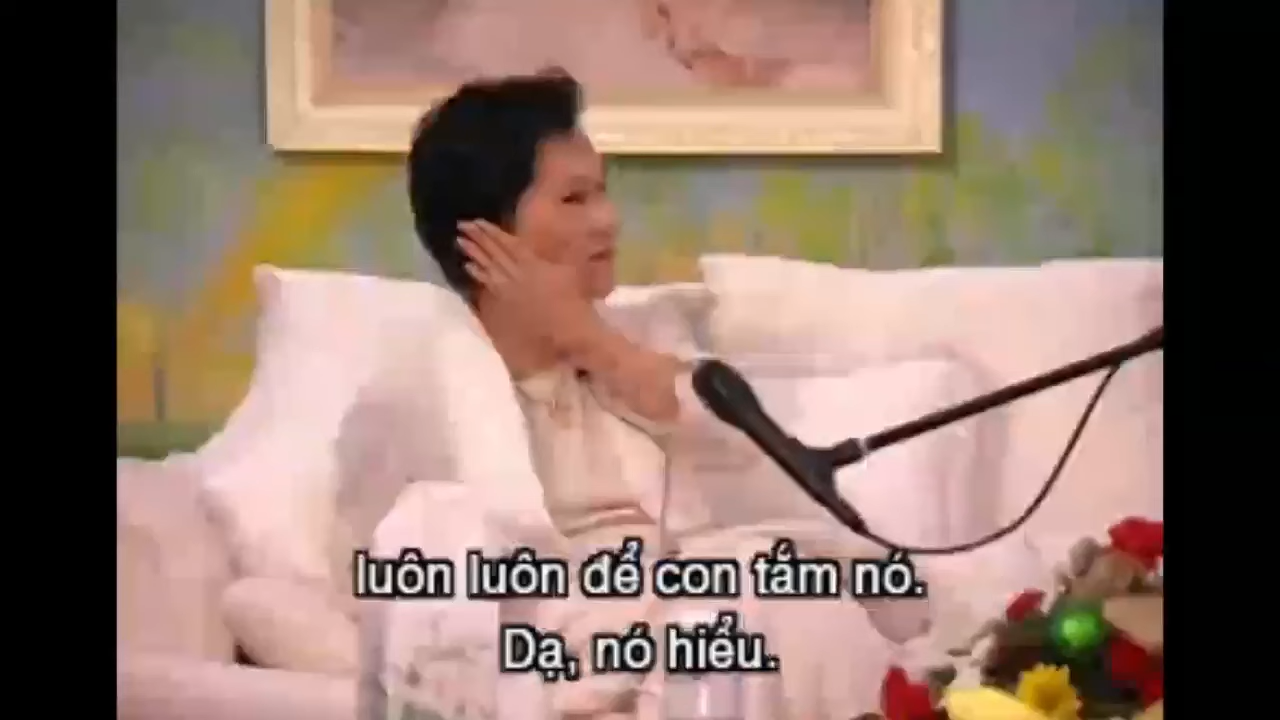 luôn luôn để con tắm nó.
Dạ, nó hiểu.